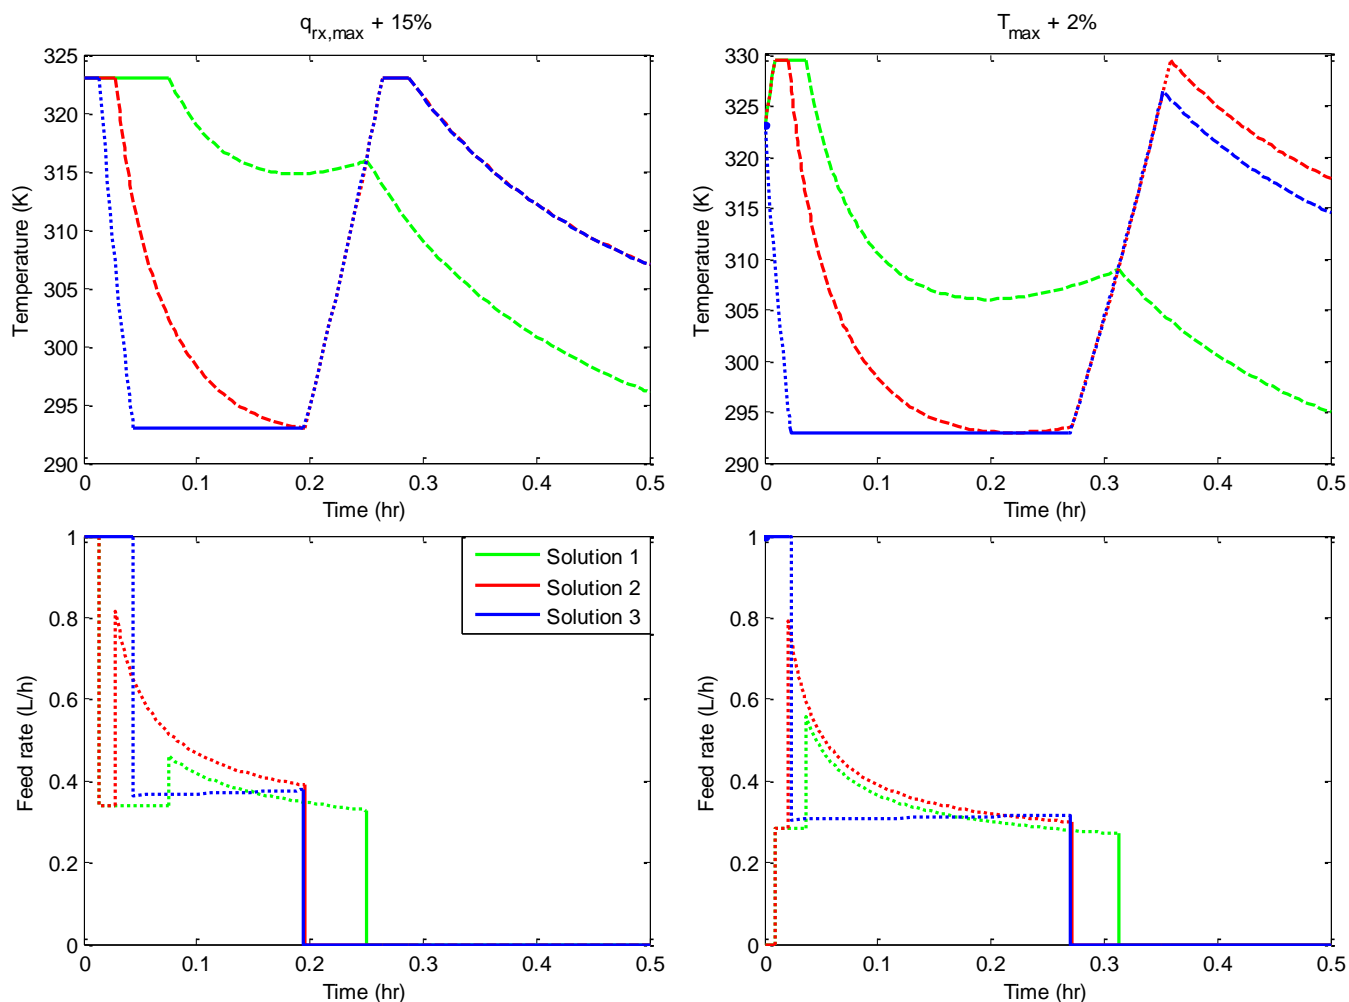 q_rx,max + 15%
325
320
315
310
305
300
295
290
Temperature (K)
0 0.1 0.2 0.3 0.4 0.5
Time (hr)
T_max + 2%
330
325
320
315
310
305
300
295
290
Temperature (K)
0 0.1 0.2 0.3 0.4 0.5
Time (hr)
1
0.8
0.6
0.4
0.2
0
Feed rate (L/h)
Solution 1
Solution 2
Solution 3
0 0.1 0.2 0.3 0.4 0.5
Time (hr)
1
0.8
0.6
0.4
0.2
0
Feed rate (L/h)
0 0.1 0.2 0.3 0.4 0.5
Time (hr)